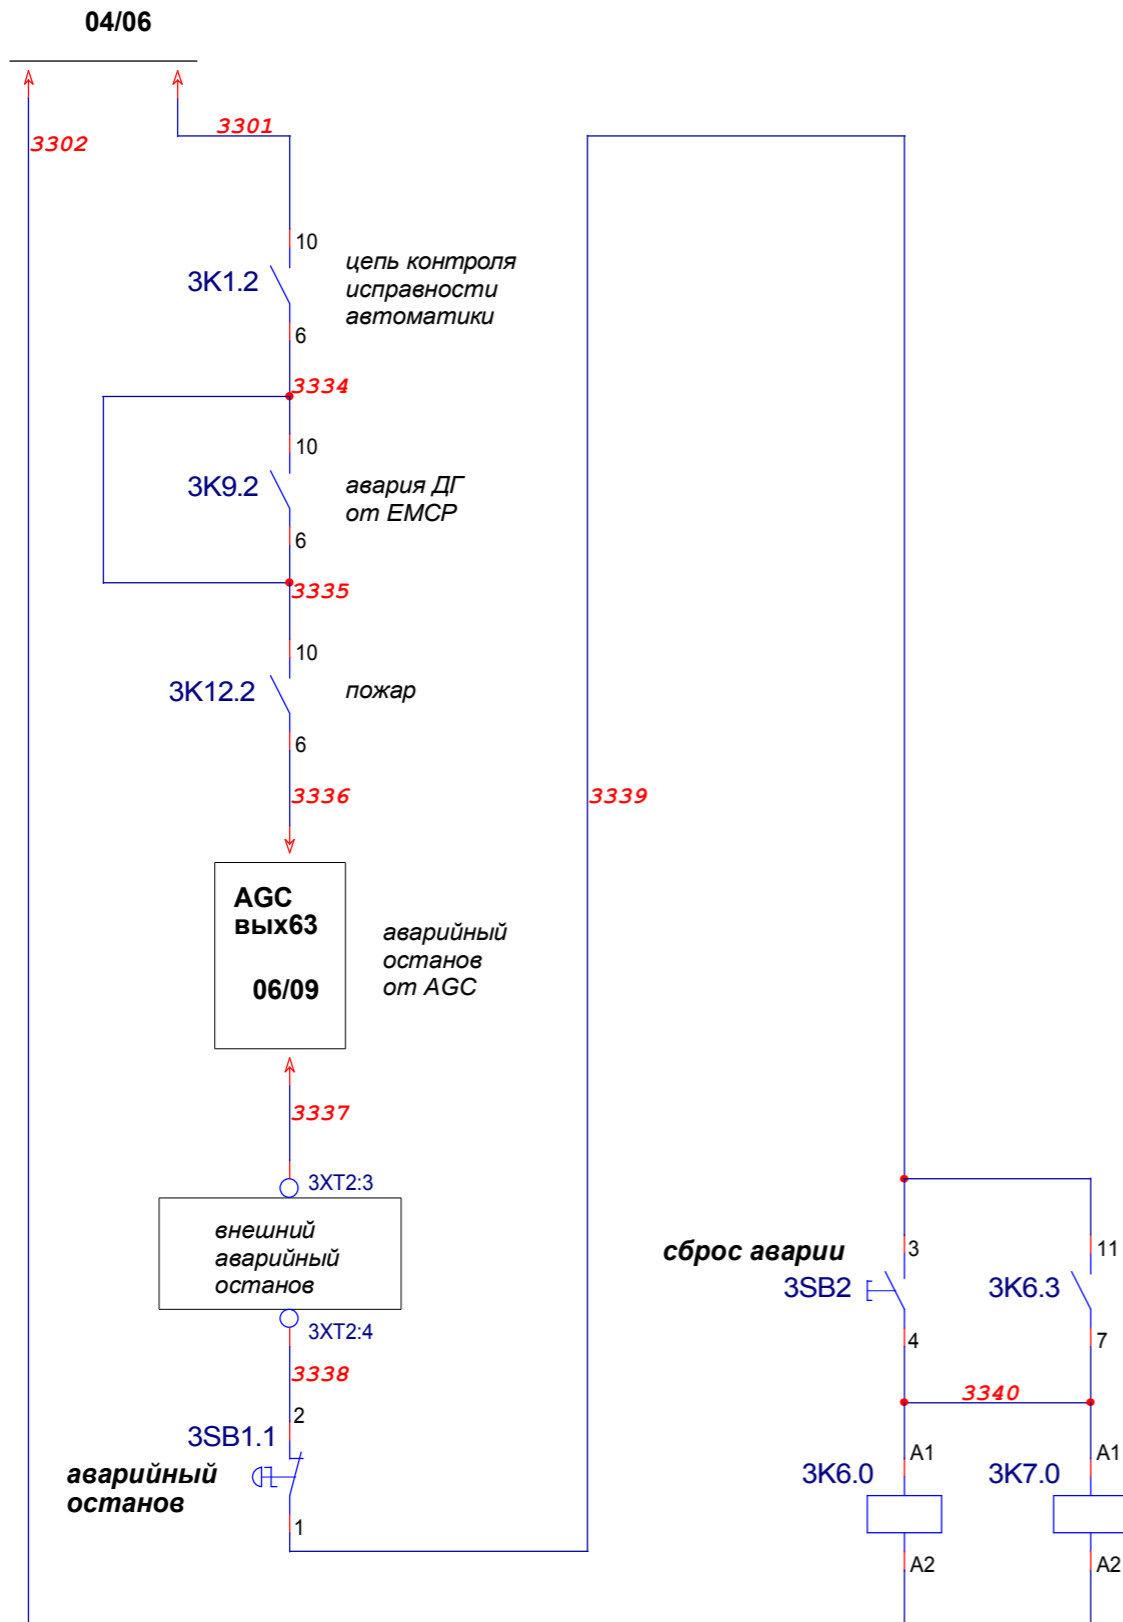 04/06
3302
3301
10
3K1.2
цепь контроля
исправности
автоматики
6
3334
10
3K9.2
авария ДГ
от EMCP
6
3335
10
3K12.2
пожар
6
3336
3339
AGC
вых63
06/09
аварийный
останов
от AGC
3337
3XT2:3
внешний
аварийный
останов
3XT2:4
3338
2
3SB1.1
аварийный
останов
1
сброс аварии
3
3SB2
4
11
3K6.3
7
3340
A1
3K6.0
A2
A1
3K7.0
A2